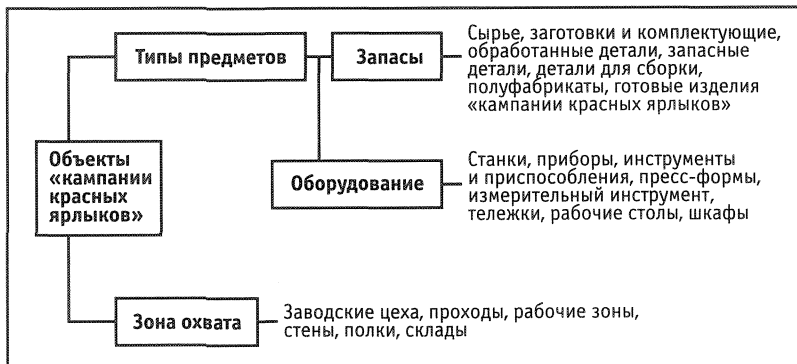 Типы предметов
Запасы
Сырье, заготовки и комплектующие,
обработанные детали, запасные
детали, детали для сборки,
полуфабрикаты, готовые изделия
«кампании красных ярлыков»
Объекты
«кампании
красных
ярлыков»
Оборудование
Станки, приборы, инструменты
и приспособления, пресс-формы,
измерительный инструмент,
тележки, рабочие столы, шкафы
Зона охвата
Заводские цеха, проходы, рабочие зоны,
стены, полки, склады